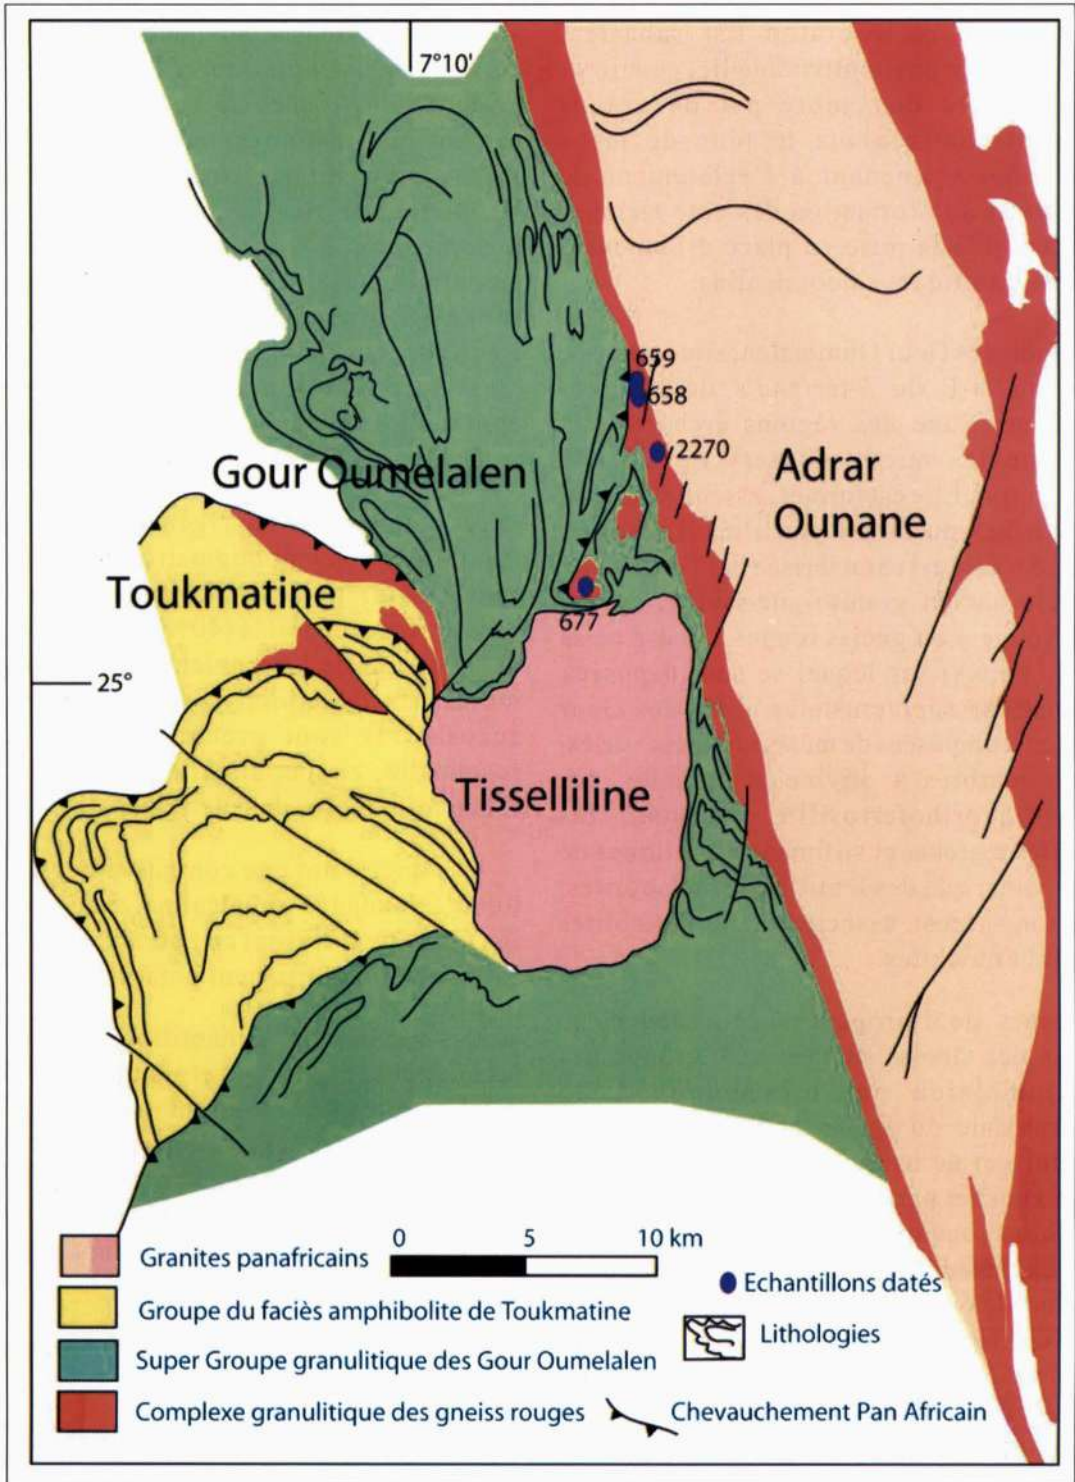 7°10'
659
658
2270
Gour Oumelalen
Adrar
Ounane
Toukmatine
677
25°
Tisselliline
Granites panafricains
0 5 10 km
Echantillons datés
Groupe du faciès amphibolite de Toukmatine
Lithologies
Super Groupe granulitique des Gour Oumelalen
Complexe granulitique des gneiss rouges
Chevauchement Pan Africain